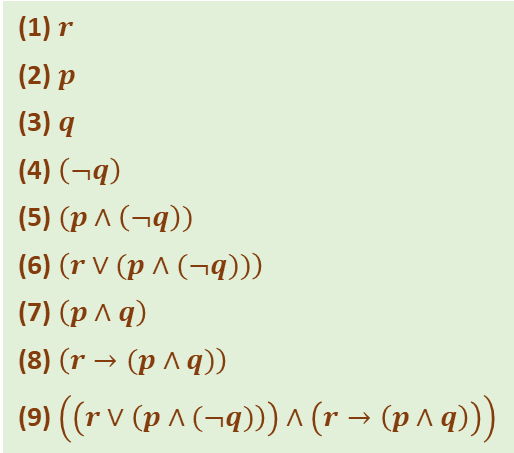 (1) r
(2) p
(3) q
(4) (¬q)
(5) (p ∧ (¬q))
(6) (r ∨ (p ∧ (¬q)))
(7) (p ∧ q)
(8) (r → (p ∧ q))
(9) ((r ∨ (p ∧ (¬q))) ∧ (r → (p ∧ q)))